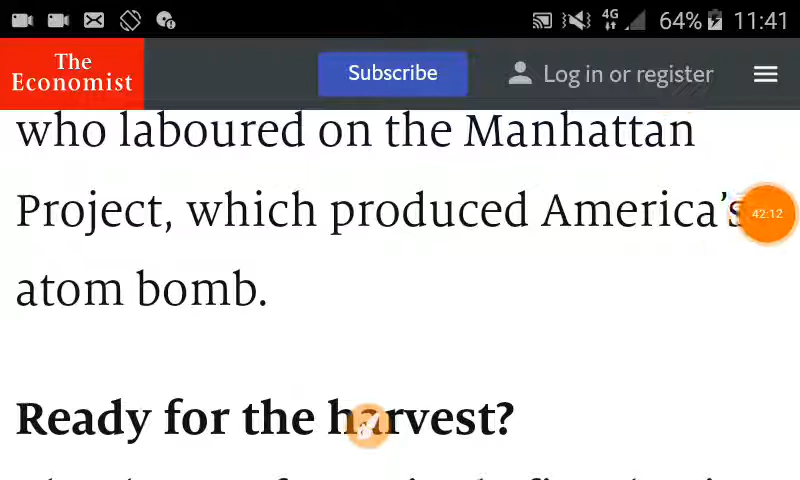 64% 11:41
4G
The
Economist
Subscribe
Log in or register
who laboured on the Manhattan
Project, which produced America's
42:12
atom bomb.
Ready for the harvest?